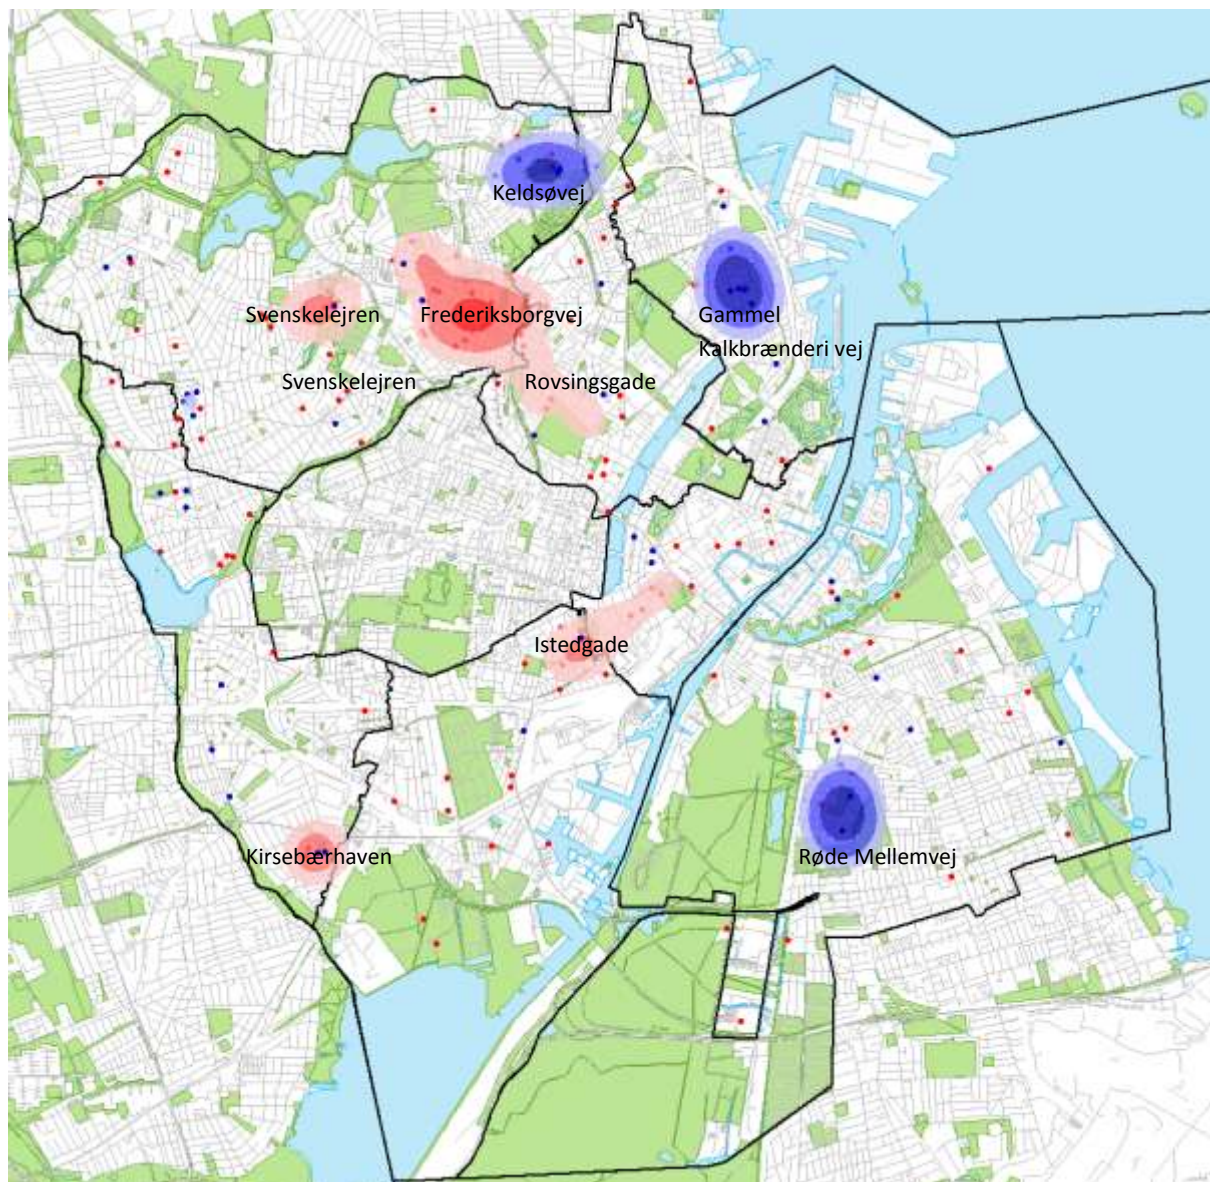 Keldsøvej
Svenskelejren
Frederiksborgvej
Gammel
Kalkbrænderi vej
Svenskelejren
Rovsingsgade
Istedgade
Kirsebærhaven
Røde Mellemvej